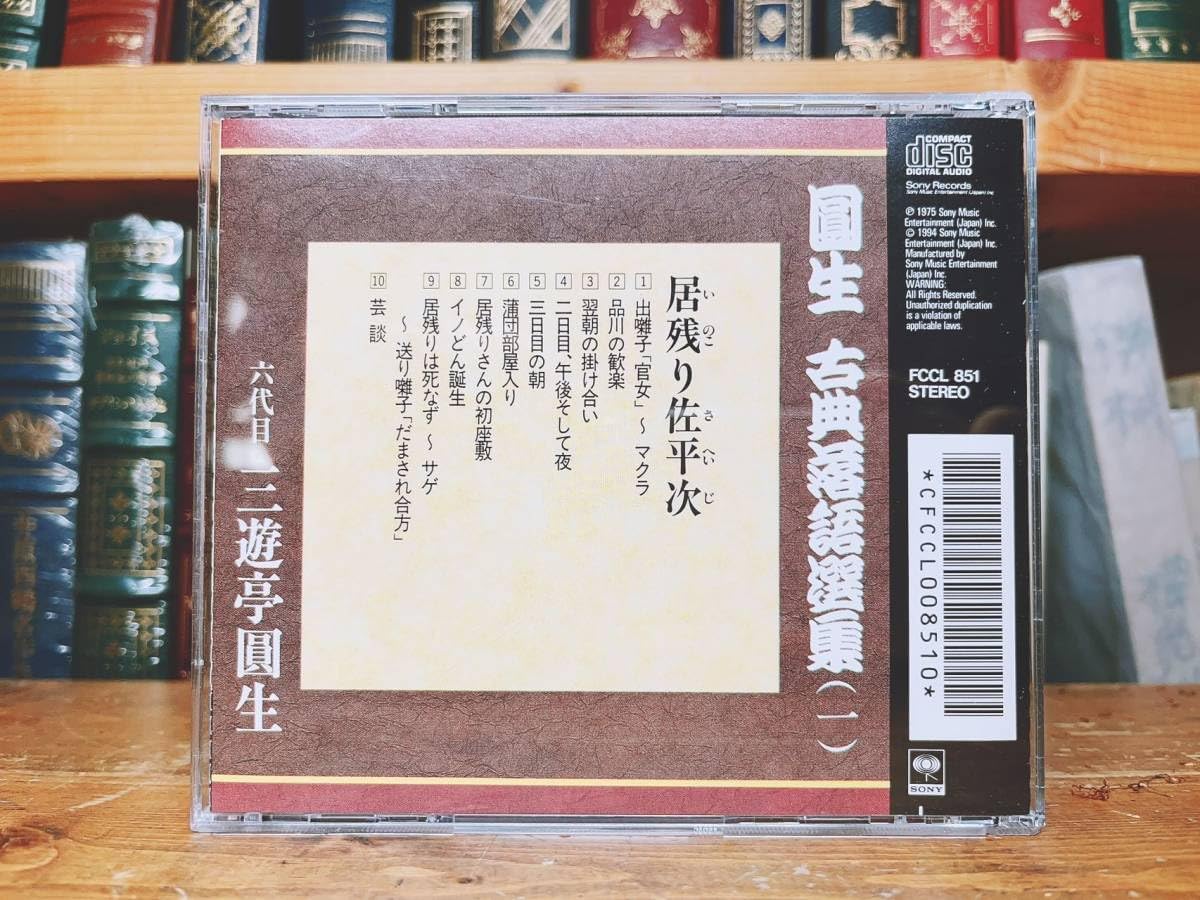 圓生 古典落語選集(一)
居残り佐平次
いのこ さへいじ
1 出囃子「官女」～ マクラ
2 品川の歓楽
3 翌朝の掛け合い
4 二日目、午後そして夜
5 三日目の朝
6 蒲団部屋入り
7 居残りさんの初座敷
8 イノどん誕生
9 居残りは死なず ～ サゲ
～ 送り囃子「だまされ合方」
10 芸談
六代目 三遊亭圓生
COMPACT
disc
DIGITAL AUDIO
Sony Records
Sony Music Entertainment (Japan) Inc.
℗ 1975 Sony Music
Entertainment (Japan) Inc.
© 1994 Sony Music
Entertainment (Japan) Inc.
Manufactured by
Sony Music Entertainment
(Japan) Inc.
WARNING:
All Rights Reserved.
Unauthorized duplication
is a violation of
applicable laws.
FCCL 851
STEREO
*CFCCL008510*
SONY